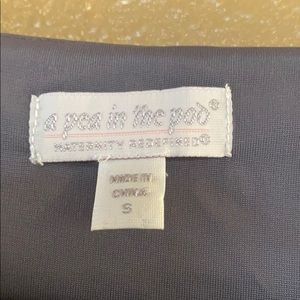 a pea in the pod®
MATERNITY REDEFINED®
MADE IN
CHINA
S